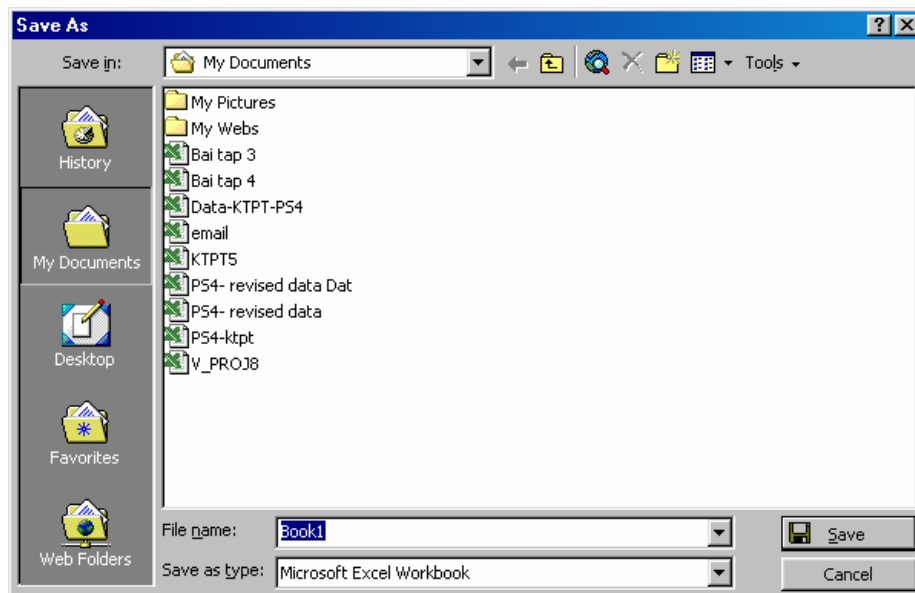 Save As
Save in: My Documents Tools
History
My Documents
Desktop
Favorites
Web Folders
My Pictures
My Webs
Bai tap 3
Bai tap 4
Data-KTPT-PS4
email
KTPT5
PS4- revised data Dat
PS4- revised data
PS4-ktpt
V_PROJ8
File name: Book1 Save
Save as type: Microsoft Excel Workbook Cancel